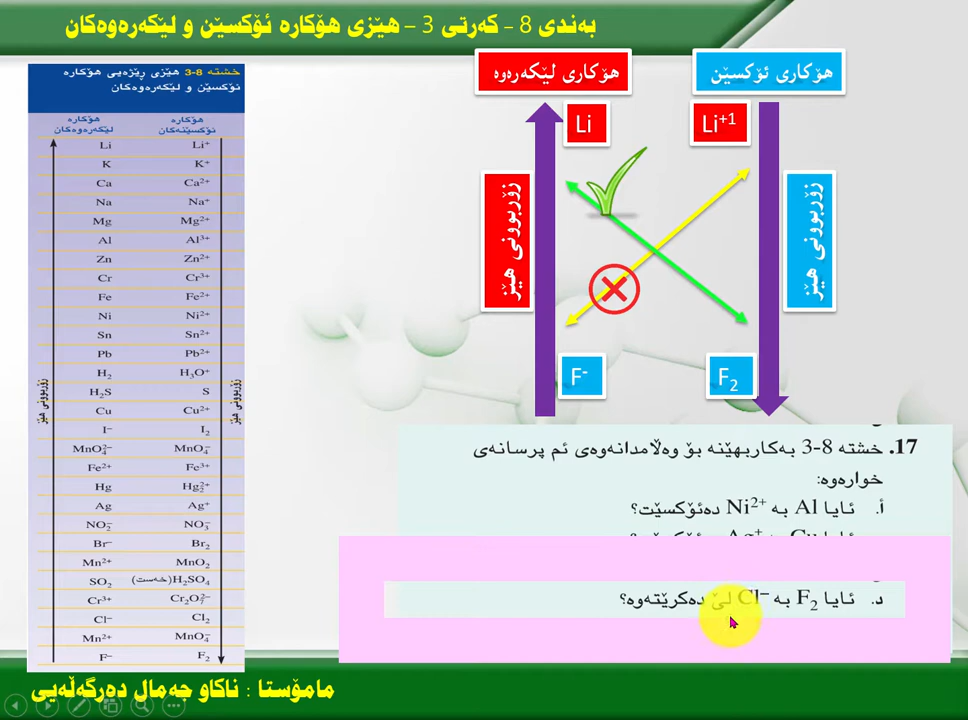 بەندی 8 - کەرتی 3 – هێزی هۆکارە ئۆکسێن و لێکەرەوەکان
خشتە 8-3 هێزی ڕێژەیی هۆکارە
ئۆکسێن و لێکەرەوەکان
هۆکارە
لێکەرەوەکان
هۆکارە
ئۆکسێنەکان
Li Li⁺
K K⁺
Ca Ca²⁺
Na Na⁺
Mg Mg²⁺
Al Al³⁺
Zn Zn²⁺
Cr Cr³⁺
Fe Fe²⁺
Ni Ni²⁺
Sn Sn²⁺
Pb Pb²⁺
H₂ H₃O⁺
H₂S S
Cu Cu²⁺
I⁻ I₂
MnO₄²⁻ MnO₄⁻
Fe²⁺ Fe³⁺
Hg Hg₂²⁺
Ag Ag⁺
NO₂⁻ NO₃⁻
Br⁻ Br₂
Mn²⁺ MnO₂
SO₂ H₂SO₄(خەست)
Cr³⁺ Cr₂O₇²⁻
Cl⁻ Cl₂
Mn²⁺ MnO₄⁻
F⁻ F₂
زۆربوونی هێز
زۆربوونی هێز
هۆکاری لێکەرەوە
هۆکاری ئۆکسێن
Li
Li⁺¹
زۆربوونی هێز
زۆربوونی هێز
F⁻
F₂
17. خشتە 8-3 بەکاربهێنە بۆ وەڵامدانەوەی ئم پرسانەی
خوارەوە:
أ. ئایا Al بە Ni²⁺ دەئۆکسێت؟
د. ئایا F₂ بە Cl⁻ لێ دەکرێتەوە؟
مامۆستا : ناکاو جەمال دەرگەڵەیی